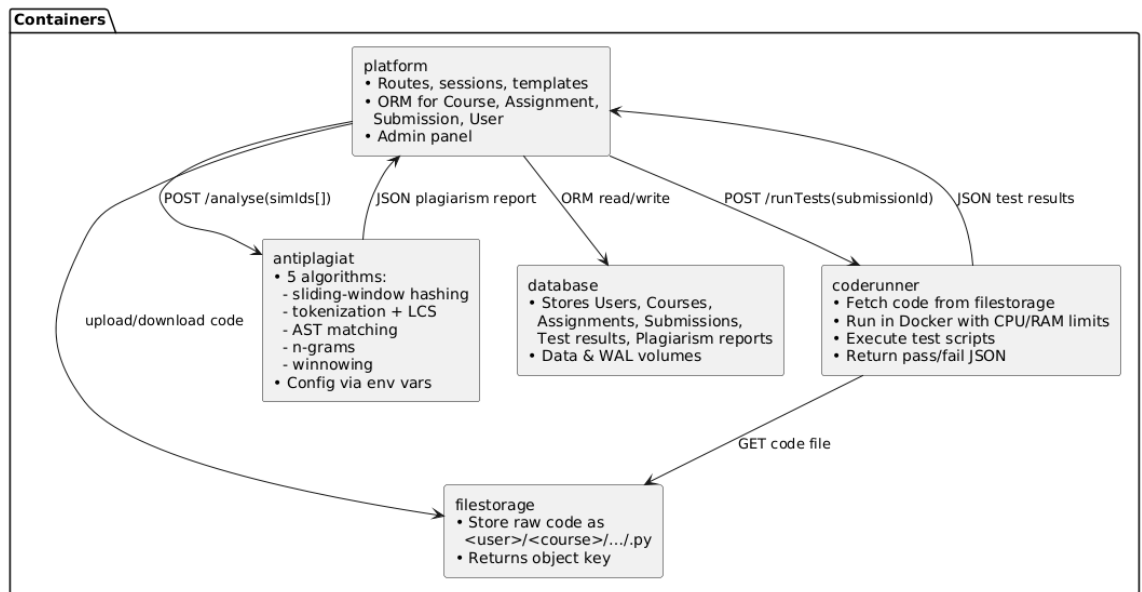 Containers
platform
• Routes, sessions, templates
• ORM for Course, Assignment,
Submission, User
• Admin panel
POST /analyse(simIds[])
JSON plagiarism report
ORM read/write
POST /runTests(submissionId)
JSON test results
antiplagiat
• 5 algorithms:
- sliding-window hashing
- tokenization + LCS
- AST matching
- n-grams
- winnowing
• Config via env vars
database
• Stores Users, Courses,
Assignments, Submissions,
Test results, Plagiarism reports
• Data & WAL volumes
coderunner
• Fetch code from filestorage
• Run in Docker with CPU/RAM limits
• Execute test scripts
• Return pass/fail JSON
upload/download code
GET code file
filestorage
• Store raw code as
<user>/<course>/.../.py
• Returns object key